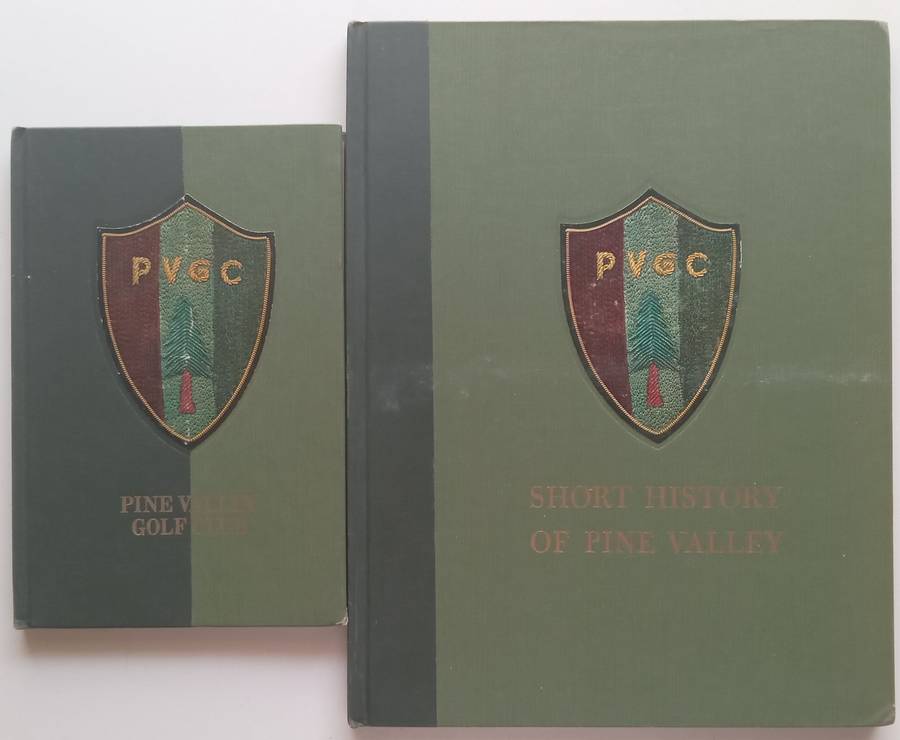 PVGC
PINE VALLEY
GOLF CLUB
PVGC
SHORT HISTORY
OF PINE VALLEY